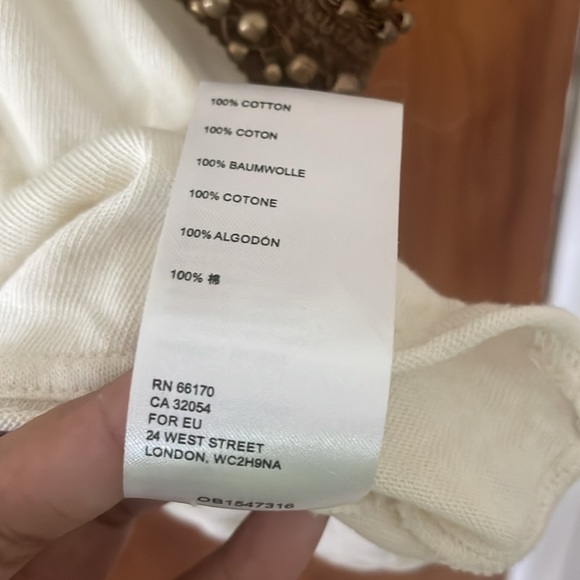 100% COTTON
100% COTON
100% BAUMWOLLE
100% COTONE
100% ALGODÓN
100% 棉
RN 66170
CA 32054
FOR EU
24 WEST STREET
LONDON, WC2H9NA
OB1547316